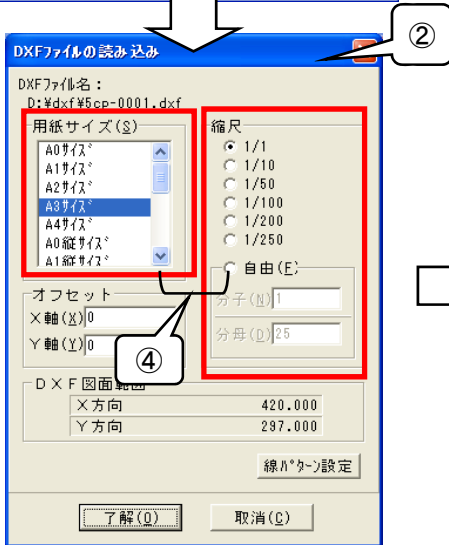 ②
DXFファイルの読み込み
DXFファイル名：
D:¥dxf¥5cp-0001.dxf
用紙サイズ(S)
A0サイズ
A1サイズ
A2サイズ
A3サイズ
A4サイズ
A0縦サイズ
A1縦サイズ
縮尺
1/1
1/10
1/50
1/100
1/200
1/250
自由(F)
分子(N) 1
分母(D) 25
オフセット
X軸(X) 0
Y軸(Y) 0
④
DXF図面範囲
X方向 420.000
Y方向 297.000
線パターン設定
了解(O) 取消(C)